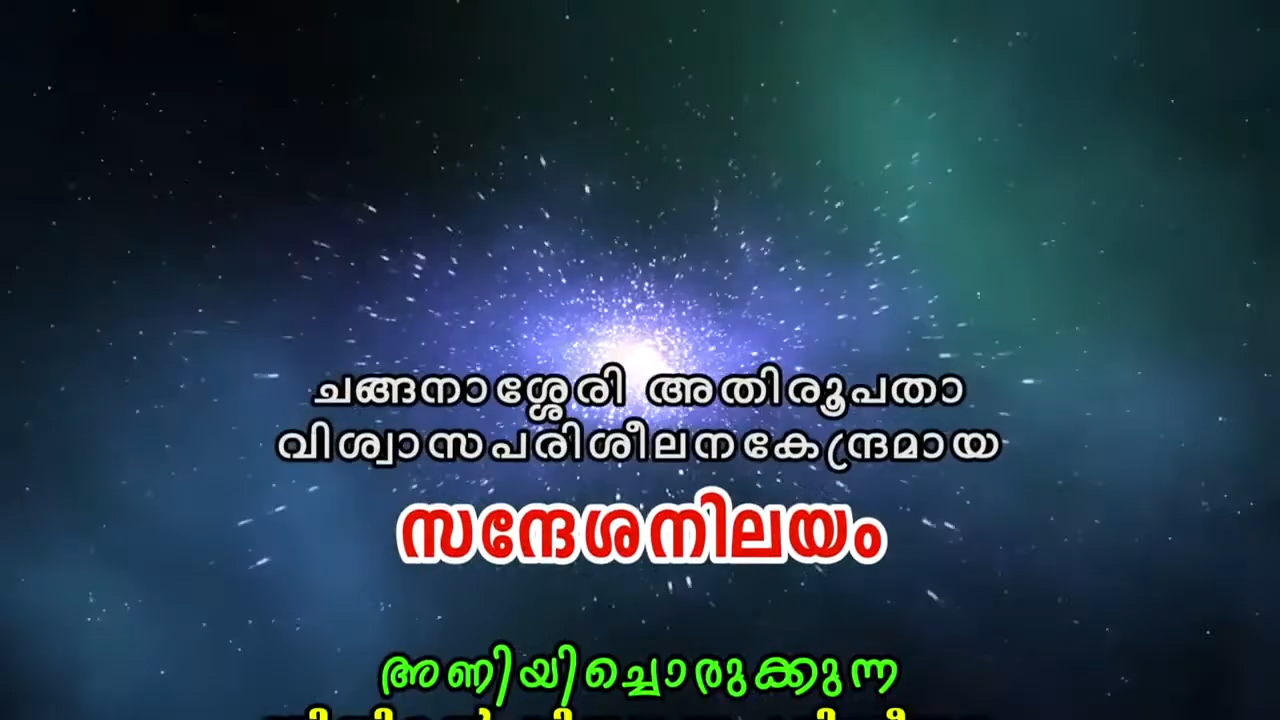 ചങ്ങനാശ്ശേരി അതിരൂപതാ
വിശ്വാസപരിശീലനകേന്ദ്രമായ
സന്ദേശനിലയം
അണിയിച്ചൊരുക്കുന്ന